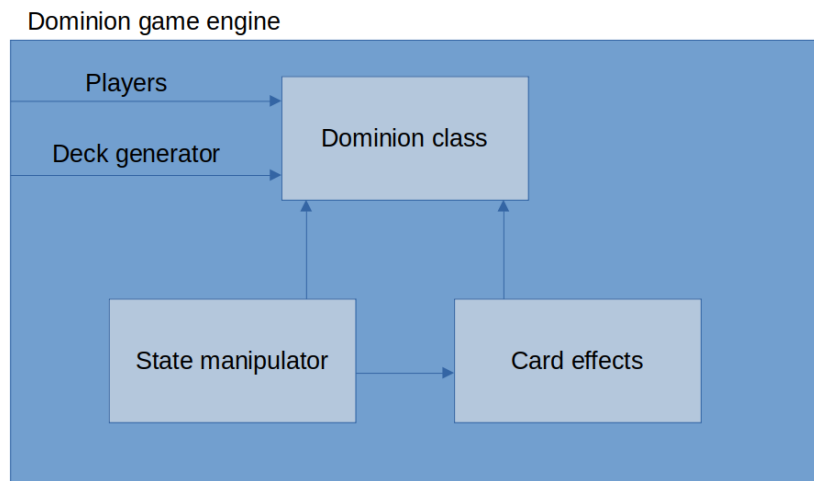 Dominion game engine
Players
Dominion class
Deck generator
State manipulator
Card effects